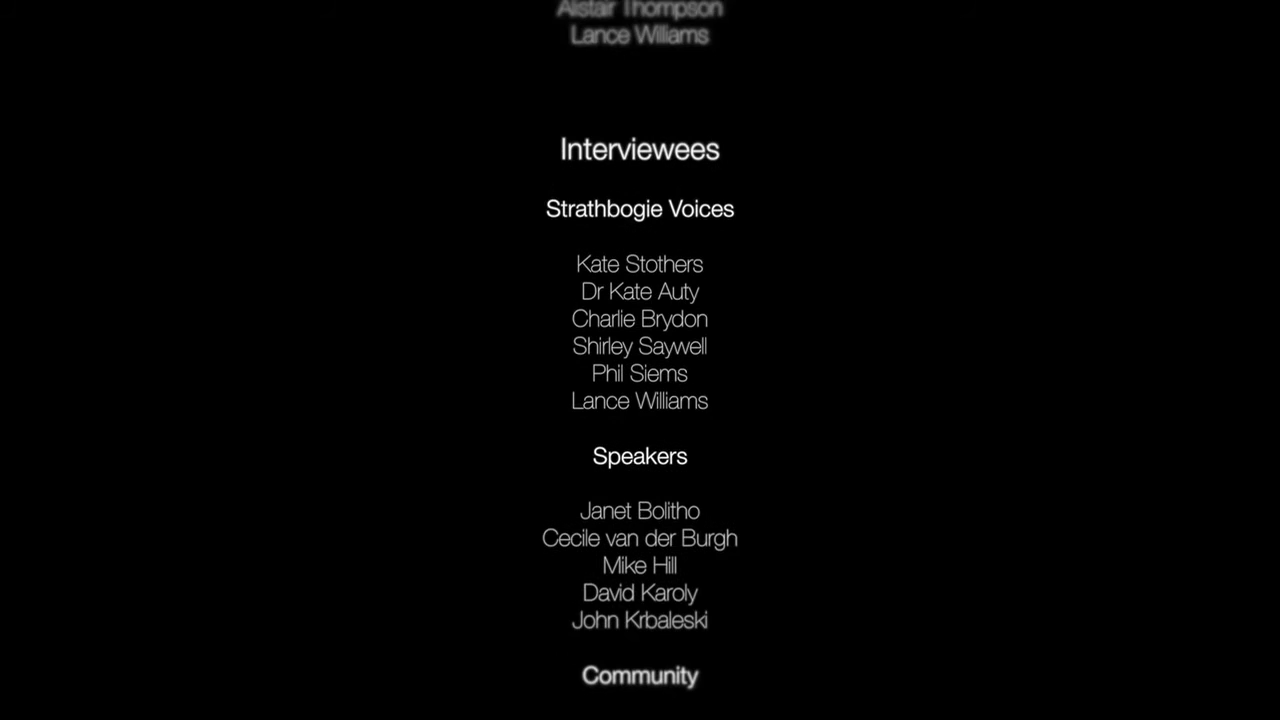 Alistair Thompson
Lance Wiliams
Interviewees
Strathbogie Voices
Kate Stothers
Dr Kate Auty
Charlie Brydon
Shirley Saywell
Phil Siems
Lance Williams
Speakers
Janet Bolitho
Cecile van der Burgh
Mike Hill
David Karoly
John Krbaleski
Community